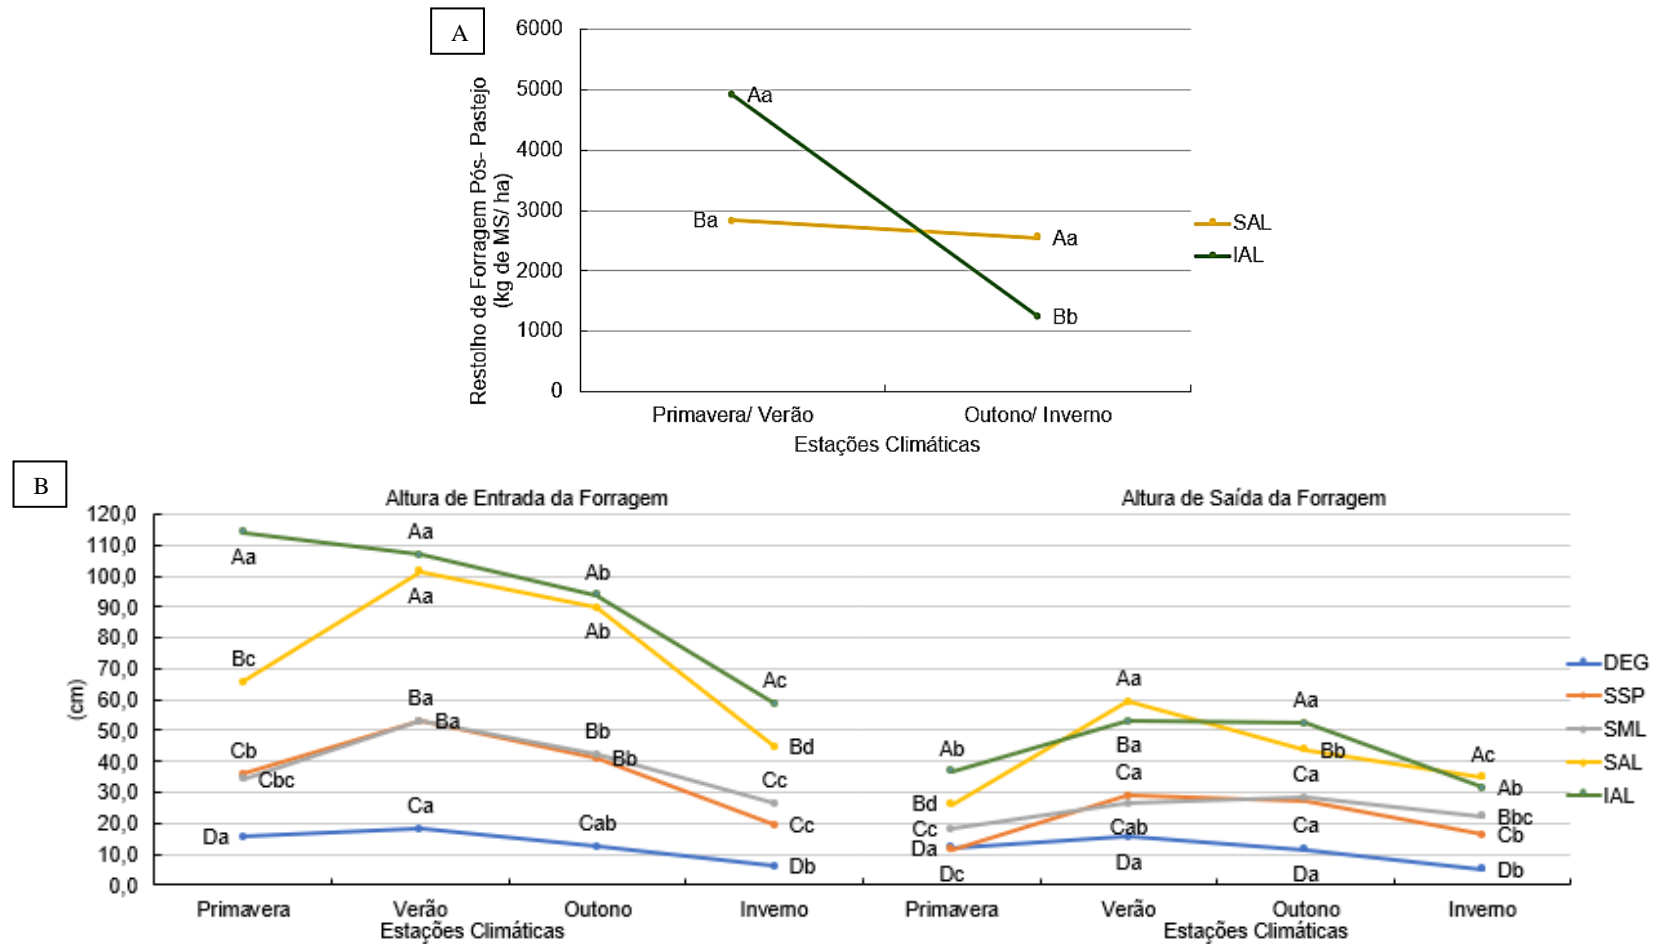 A
6000
5000
4000
3000
2000
1000
0
Restolho de Forragem Pós- Pastejo
(kg de MS/ ha)
Aa
Ba
Aa
Bb
SAL
IAL
Primavera/ Verão
Outono/ Inverno
Estações Climáticas
B
Altura de Entrada da Forragem
Altura de Saída da Forragem
120,0
110,0
100,0
90,0
80,0
70,0
60,0
50,0
40,0
30,0
20,0
10,0
0,0
(cm)
Aa
Aa
Ab
Ac
Bc
Aa
Ab
Bd
Cb
Ba
Ba
Bb
Bb
Cbc
Cc
Cc
Da
Ca
Cab
Db
Ab
Aa
Aa
Ac
Bd
Ba
Bb
Ab
Cc
Ca
Ca
Bbc
Da
Cab
Ca
Cb
Dc
Da
Da
Db
DEG
SSP
SML
SAL
IAL
Primavera Verão Outono Inverno Primavera Verão Outono Inverno
Estações Climáticas
Estações Climáticas